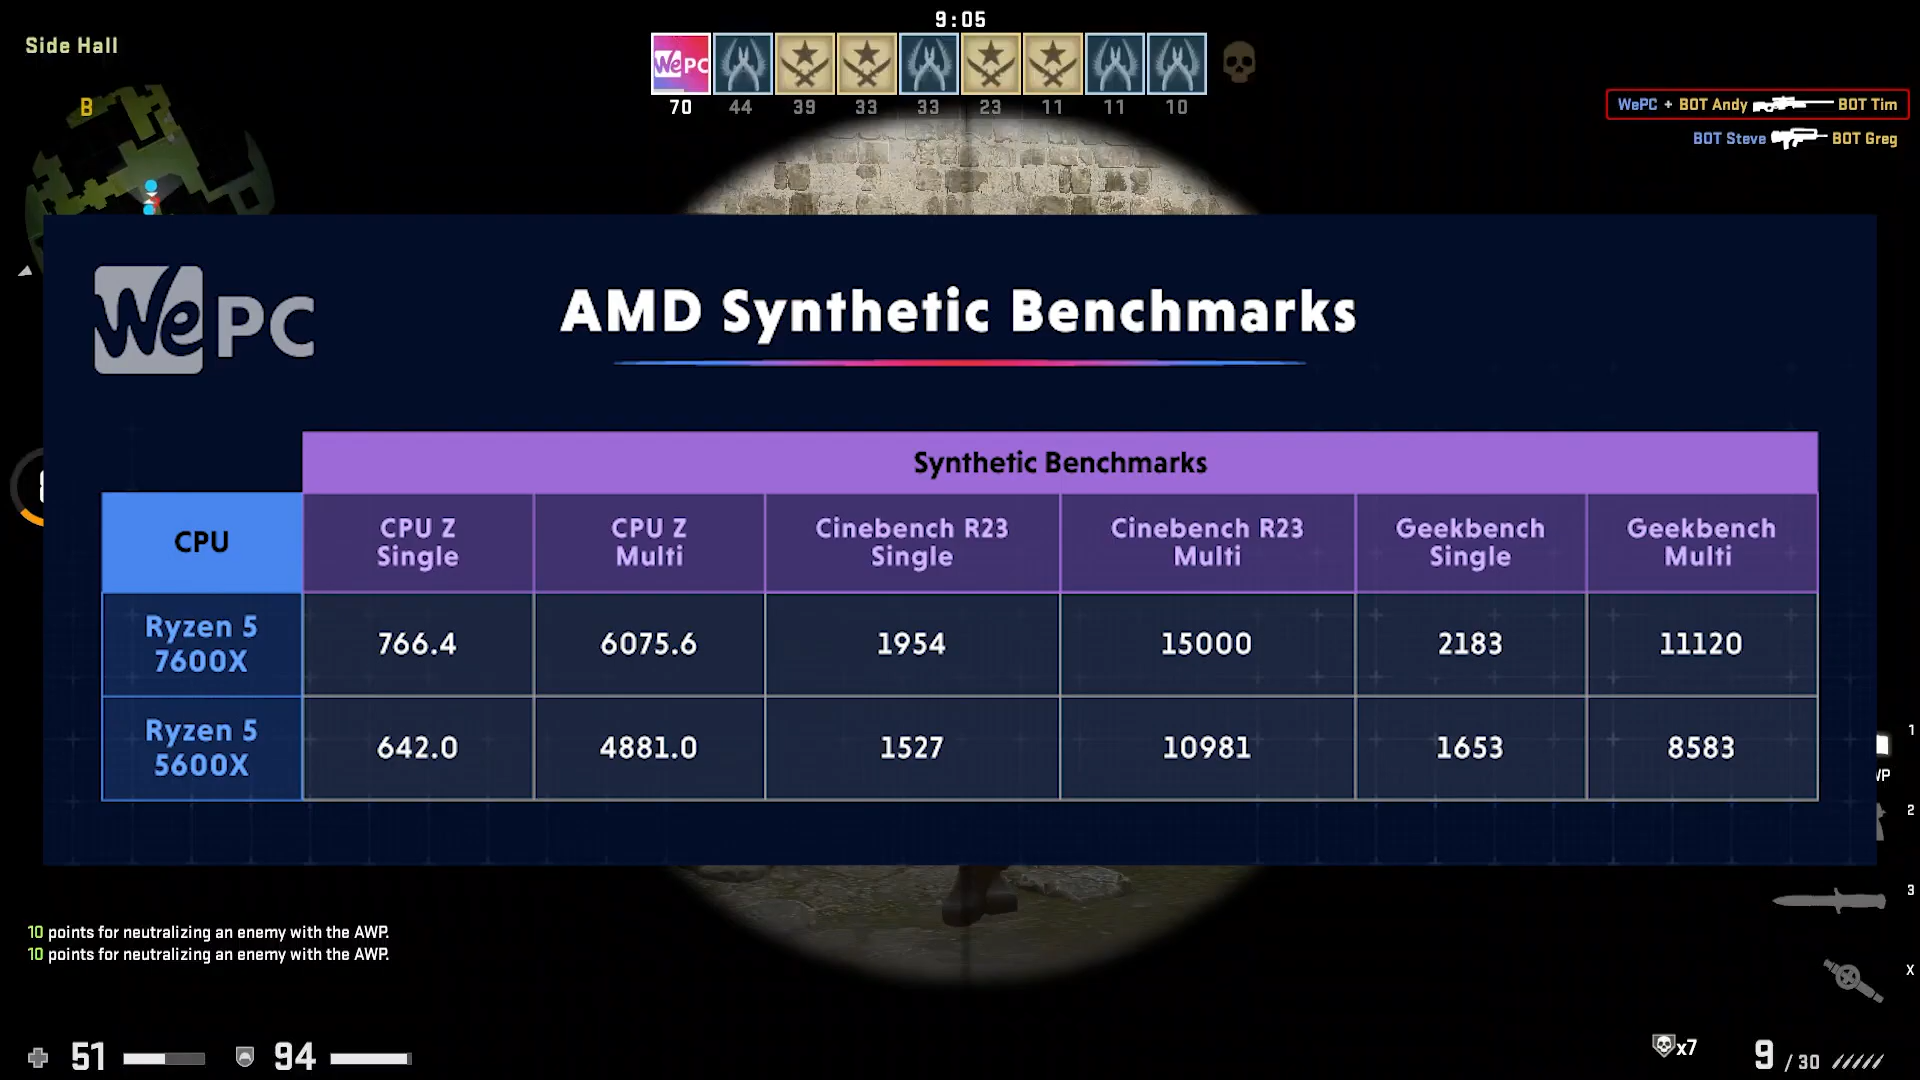 9:05
Side Hall
B
WePC
70 44 39 33 33 23 11 11 10
WePC + BOT Andy BOT Tim
BOT Steve BOT Greg
WePC
AMD Synthetic Benchmarks
Synthetic Benchmarks
CPU
CPU Z
Single
CPU Z
Multi
Cinebench R23
Single
Cinebench R23
Multi
Geekbench
Single
Geekbench
Multi
Ryzen 5
7600X
766.4 6075.6 1954 15000 2183 11120
Ryzen 5
5600X
642.0 4881.0 1527 10981 1653 8583
1
2
3
X
10 points for neutralizing an enemy with the AWP.
10 points for neutralizing an enemy with the AWP.
51 94
x7
9 / 30